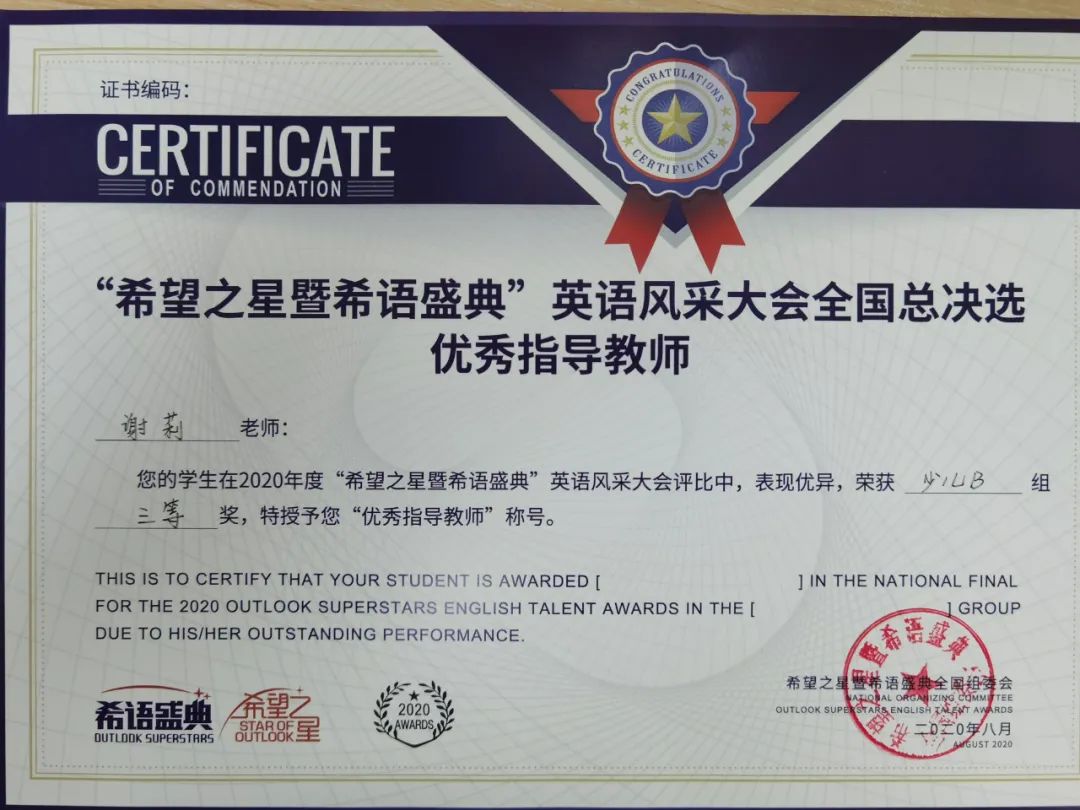 证书编码：
CERTIFICATE
OF COMMENDATION
CONGRATULATIONS
CERTIFICATE
“希望之星暨希语盛典”英语风采大会全国总决选
优秀指导教师
谢莉老师：
您的学生在2020年度“希望之星暨希语盛典”英语风采大会评比中，表现优异，荣获 少儿B 组
三等奖，特授予您“优秀指导教师”称号。
THIS IS TO CERTIFY THAT YOUR STUDENT IS AWARDED [ ] IN THE NATIONAL FINAL
FOR THE 2020 OUTLOOK SUPERSTARS ENGLISH TALENT AWARDS IN THE [ ] GROUP
DUE TO HIS/HER OUTSTANDING PERFORMANCE.
希语盛典
OUTLOOK SUPERSTARS
希望之星
STAR OF OUTLOOK
2020
AWARDS
希望之星暨希语盛典全国组委会
NATIONAL ORGANIZING COMMITTEE
OUTLOOK SUPERSTARS ENGLISH TALENT AWARDS
二〇二〇年八月
AUGUST 2020